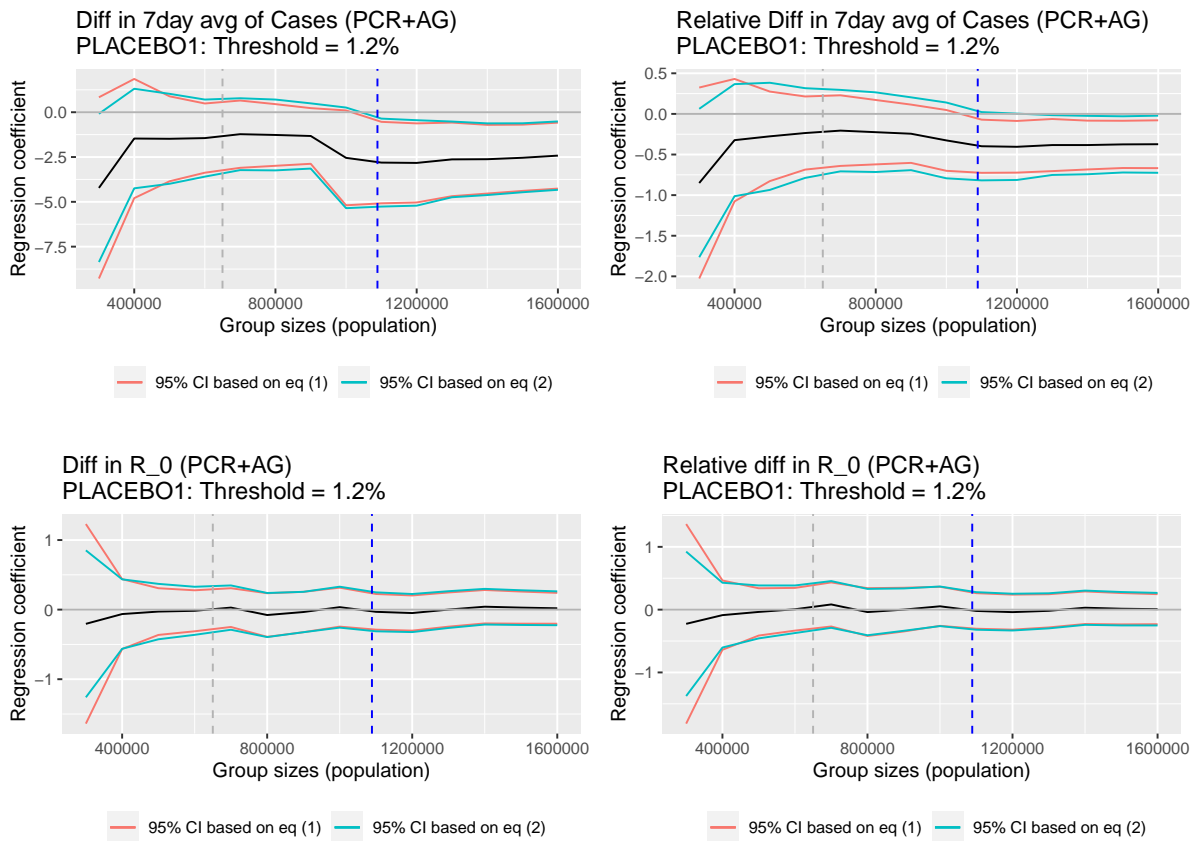 Diff in 7day avg of Cases (PCR+AG)
PLACEBO1: Threshold = 1.2%
Regression coefficient
0.0
−2.5
−5.0
−7.5
400000 800000 1200000 1600000
Group sizes (population)
95% CI based on eq (1) 95% CI based on eq (2)
Relative Diff in 7day avg of Cases (PCR+AG)
PLACEBO1: Threshold = 1.2%
Regression coefficient
0.5
0.0
−0.5
−1.0
−1.5
−2.0
400000 800000 1200000 1600000
Group sizes (population)
95% CI based on eq (1) 95% CI based on eq (2)
Diff in R_0 (PCR+AG)
PLACEBO1: Threshold = 1.2%
Regression coefficient
1
0
−1
400000 800000 1200000 1600000
Group sizes (population)
95% CI based on eq (1) 95% CI based on eq (2)
Relative diff in R_0 (PCR+AG)
PLACEBO1: Threshold = 1.2%
Regression coefficient
1
0
−1
400000 800000 1200000 1600000
Group sizes (population)
95% CI based on eq (1) 95% CI based on eq (2)